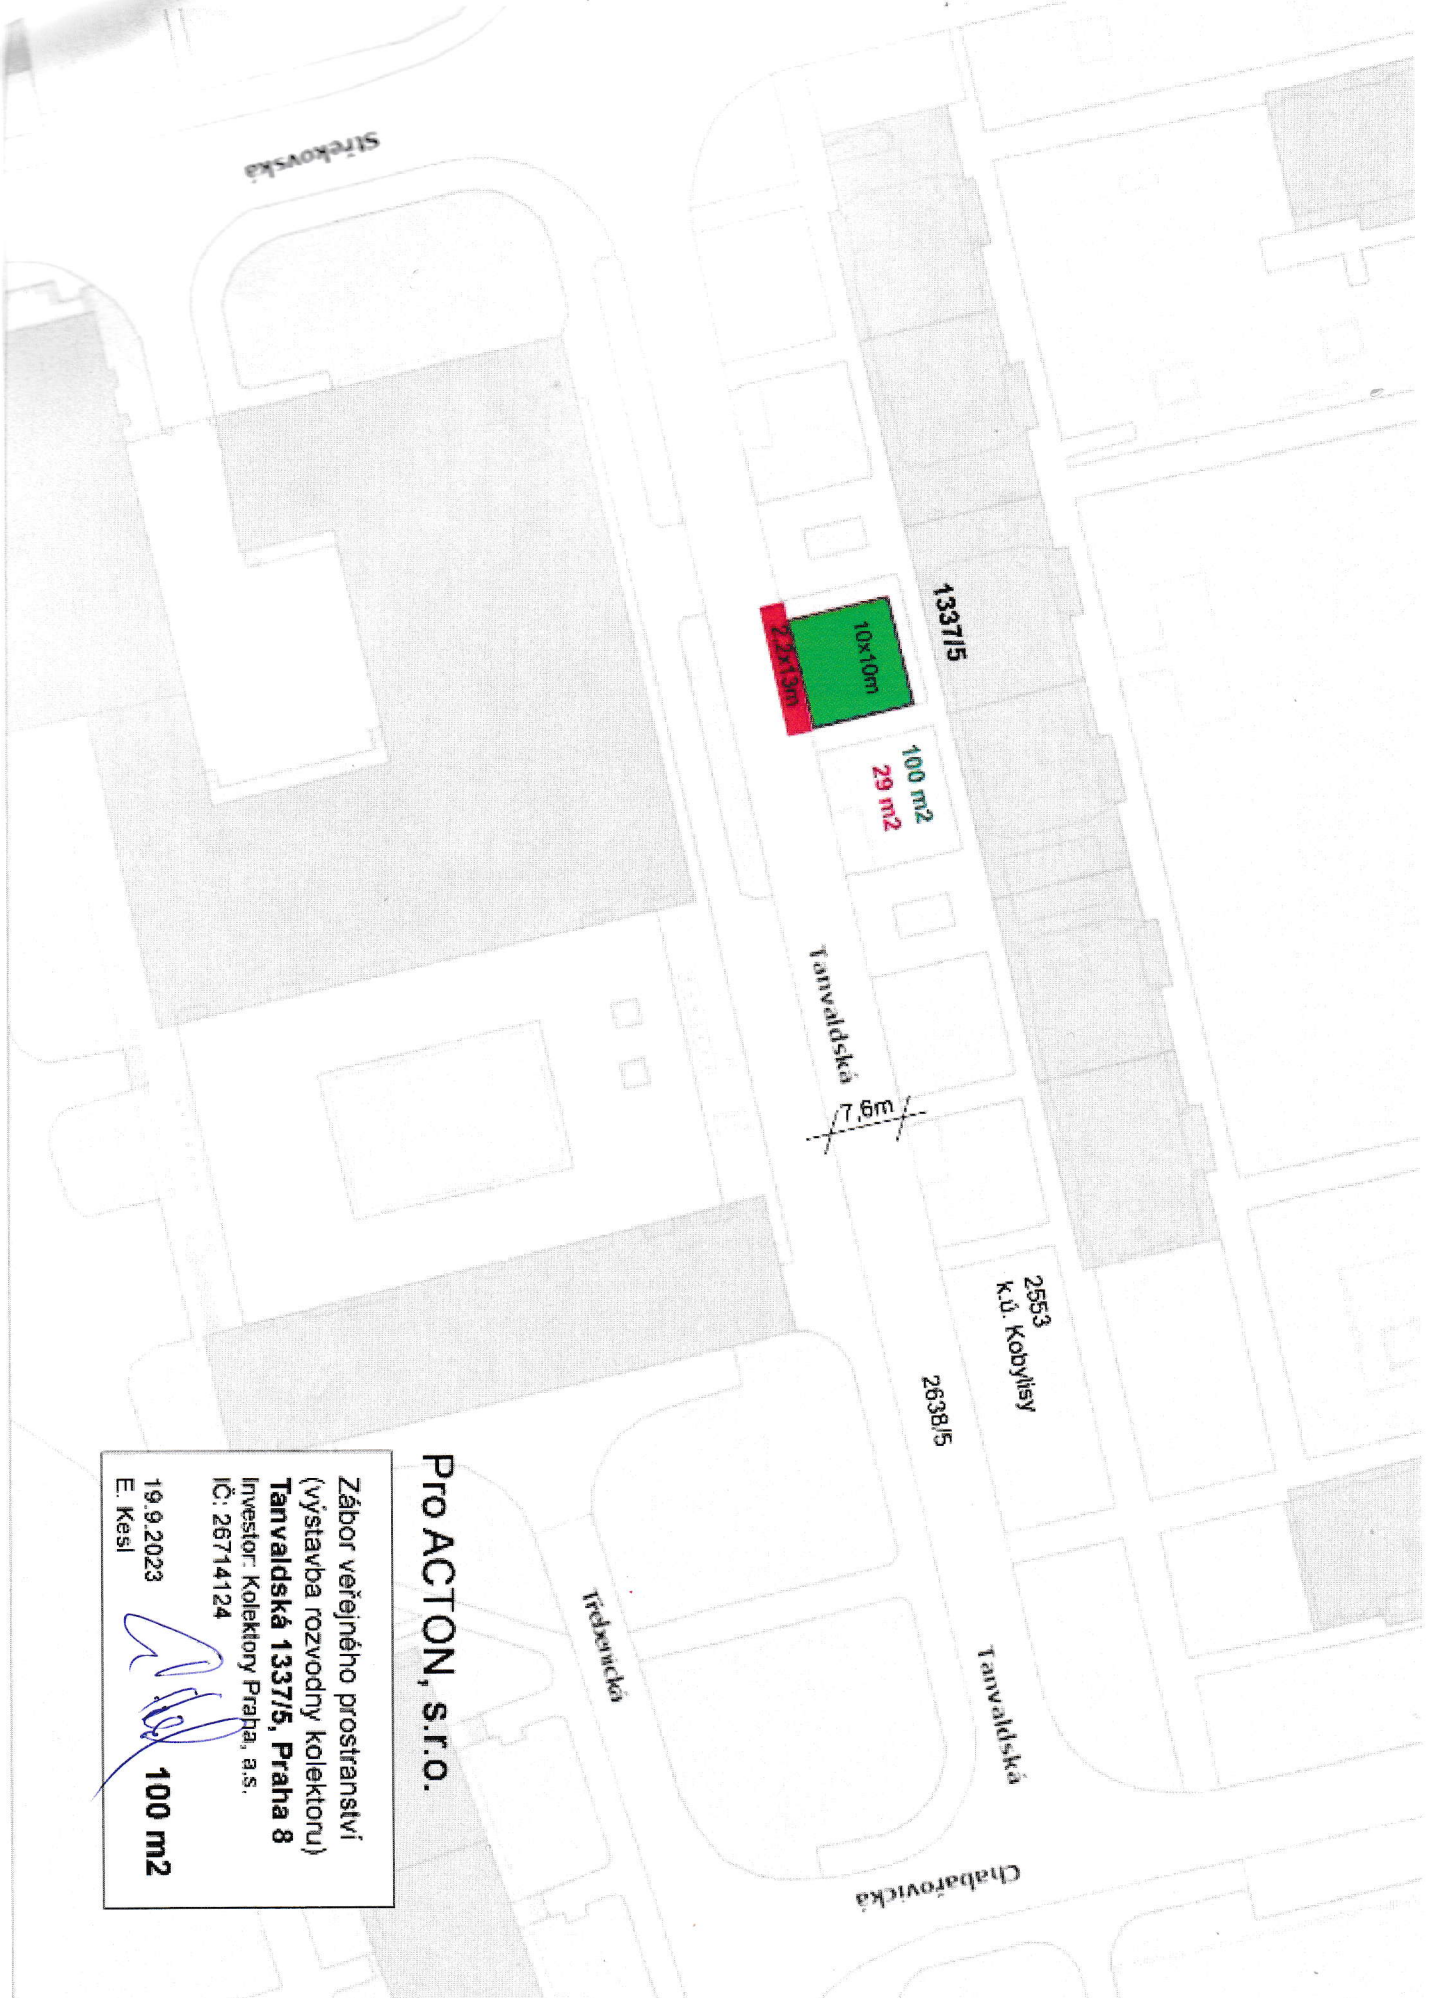 Střekovská
1337/5
10x10m
2,2x13m
100 m2
29 m2
Tanvaldská
7,6m
2553
k.ú. Kobylisy
2638/5
Tanvaldská
Třebenická
Chabařovická
Pro ACTON, s.r.o.
Zábor veřejného prostranství
(výstavba rozvodny kolektoru)
Tanvaldská 1337/5, Praha 8
Investor: Kolektory Praha, a.s.
IČ: 26714124
19.9.2023
E. Kesl
100 m2